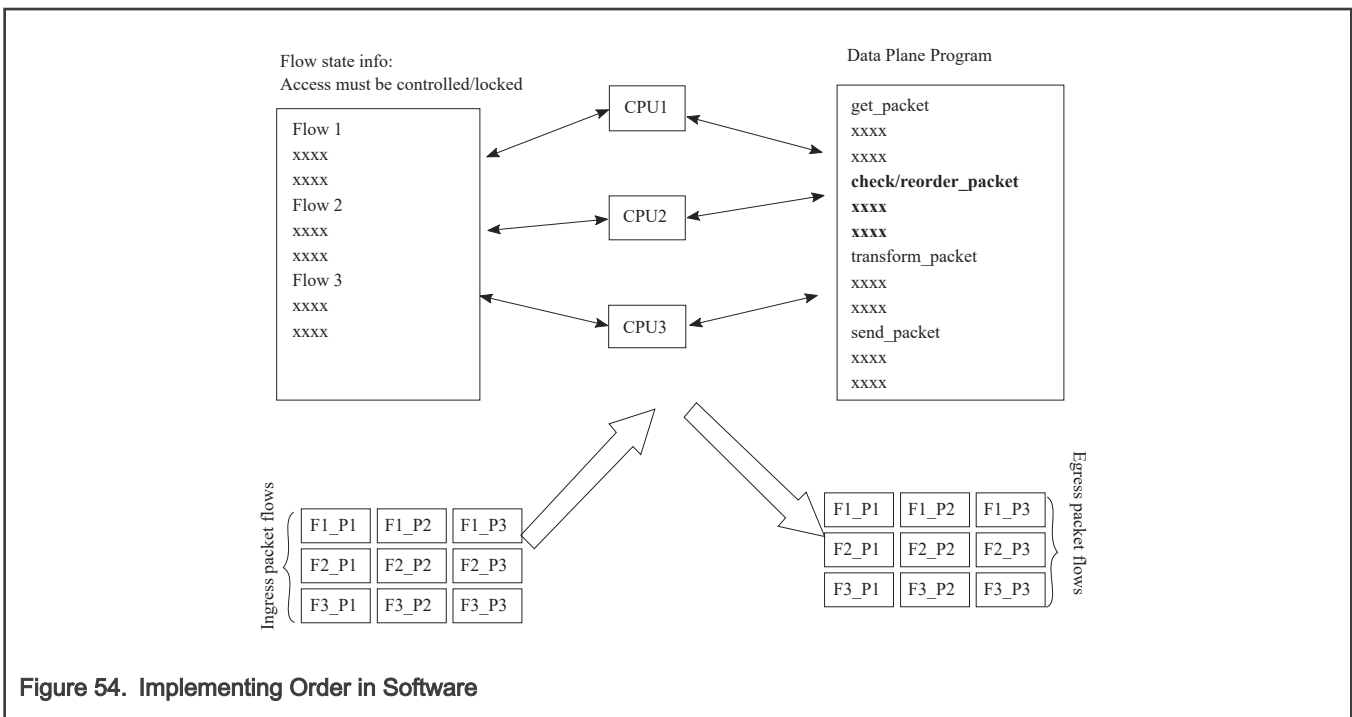 Flow state info:
Access must be controlled/locked
Flow 1
xxxx
xxxx
Flow 2
xxxx
xxxx
Flow 3
xxxx
xxxx
CPU1
CPU2
CPU3
Data Plane Program
get_packet
xxxx
xxxx
check/reorder_packet
xxxx
xxxx
transform_packet
xxxx
xxxx
send_packet
xxxx
xxxx
Ingress packet flows
F1_P1 F1_P2 F1_P3
F2_P1 F2_P2 F2_P3
F3_P1 F3_P2 F3_P3
F1_P1 F1_P2 F1_P3
F2_P1 F2_P2 F2_P3
F3_P1 F3_P2 F3_P3
Egress packet flows
Figure 54. Implementing Order in Software